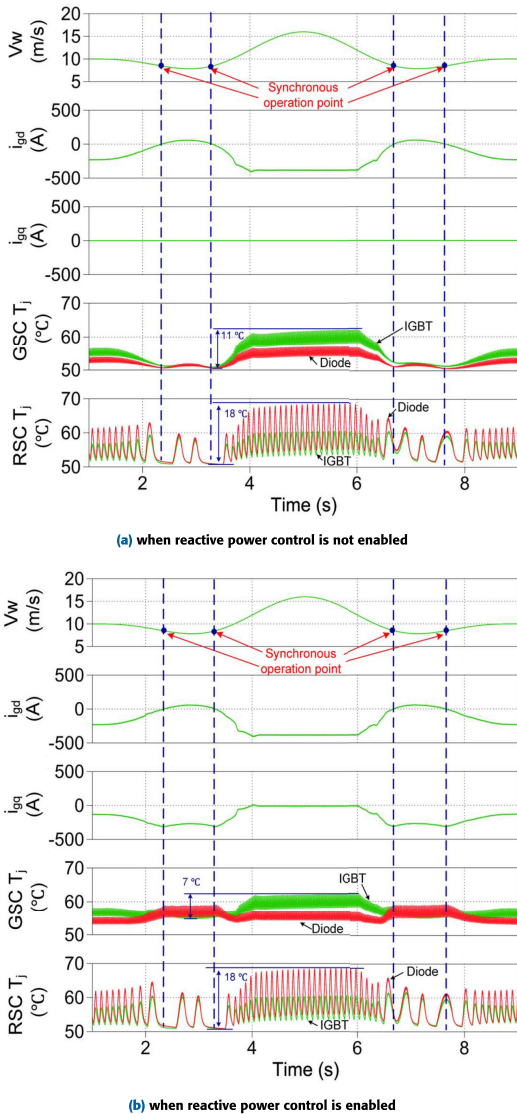 Vw
(m/s)
20
15
10
5
Synchronous
operation point
igd
(A)
500
0
-500
igq
(A)
500
0
-500
GSC Tj
(℃)
70
60
50
11 ℃
IGBT
Diode
RSC Tj
(℃)
70
60
50
18 ℃
Diode
IGBT
2
4
6
8
Time (s)
(a) when reactive power control is not enabled
Vw
(m/s)
20
15
10
5
Synchronous
operation point
igd
(A)
500
0
-500
igq
(A)
500
0
-500
GSC Tj
(℃)
70
60
50
7 ℃
IGBT
Diode
RSC Tj
(℃)
70
60
50
18 ℃
Diode
IGBT
2
4
6
8
Time (s)
(b) when reactive power control is enabled